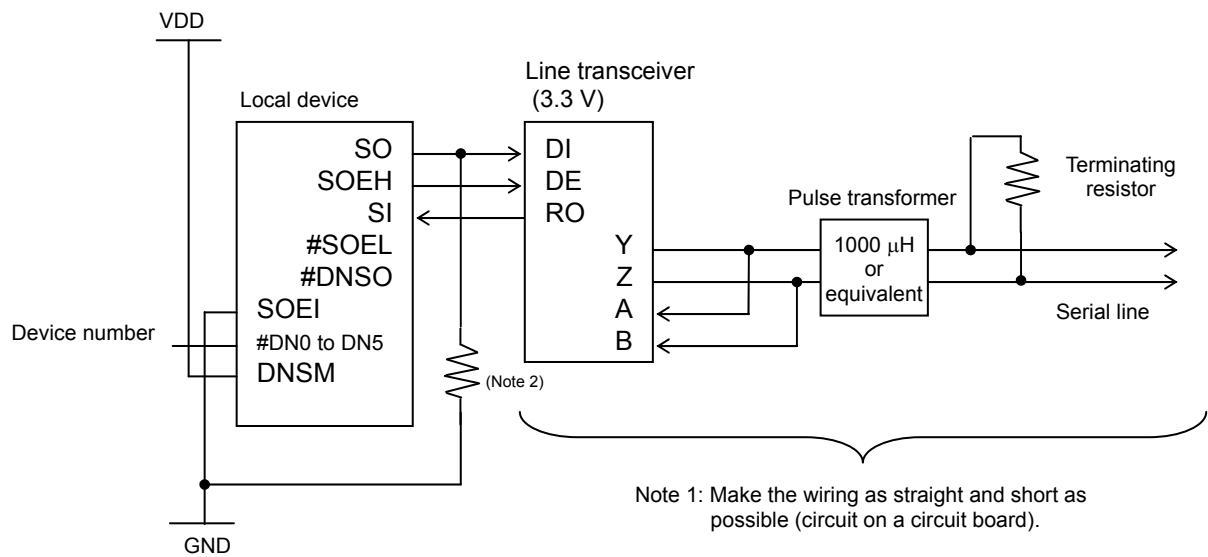 VDD
Local device
SO
SOEH
SI
#SOEL
#DNSO
SOEI
#DN0 to DN5
DNSM
Device number
GND
(Note 2)
Line transceiver
(3.3 V)
DI
DE
RO
Y
Z
A
B
Pulse transformer
1000 μH
or
equivalent
Terminating
resistor
Serial line
Note 1: Make the wiring as straight and short as
possible (circuit on a circuit board).